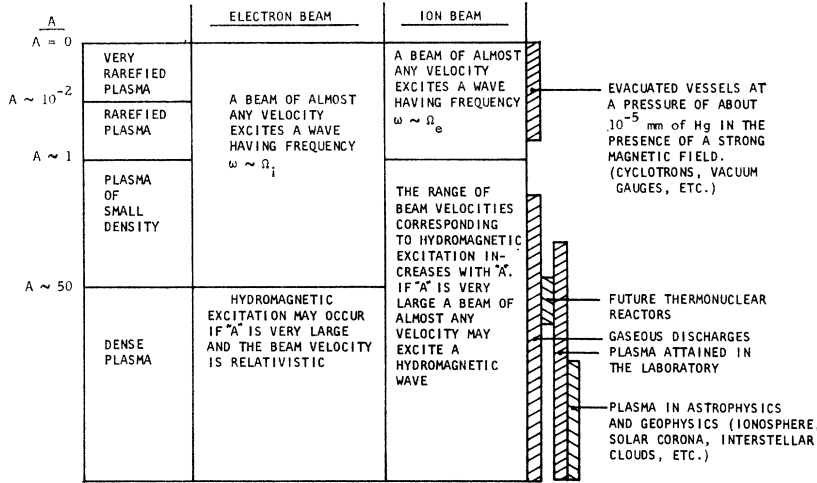 A
A = 0
A ~ 10⁻²
A ~ 1
A ~ 50
VERY
RAREFIED
PLASMA
RAREFIED
PLASMA
PLASMA
OF
SMALL
DENSITY
DENSE
PLASMA
ELECTRON BEAM
A BEAM OF ALMOST
ANY VELOCITY
EXCITES A WAVE
HAVING FREQUENCY
ω ~ Ωᵢ
HYDROMAGNETIC
EXCITATION MAY OCCUR
IF "A" IS VERY LARGE
AND THE BEAM VELOCITY
IS RELATIVISTIC
ION BEAM
A BEAM OF ALMOST
ANY VELOCITY
EXCITES A WAVE
HAVING FREQUENCY
ω ~ Ωₑ
THE RANGE OF
BEAM VELOCITIES
CORRESPONDING
TO HYDROMAGNETIC
EXCITATION IN-
CREASES WITH "A".
IF "A" IS VERY
LARGE A BEAM OF
ALMOST ANY
VELOCITY MAY
EXCITE A
HYDROMAGNETIC
WAVE
EVACUATED VESSELS AT
A PRESSURE OF ABOUT
10⁻⁵ mm of Hg IN THE
PRESENCE OF A STRONG
MAGNETIC FIELD.
(CYCLOTRONS, VACUUM
GAUGES, ETC.)
FUTURE THERMONUCLEAR
REACTORS
GASEOUS DISCHARGES
PLASMA ATTAINED IN
THE LABORATORY
PLASMA IN ASTROPHYSICS
AND GEOPHYSICS (IONOSPHERE,
SOLAR CORONA, INTERSTELLAR
CLOUDS, ETC.)